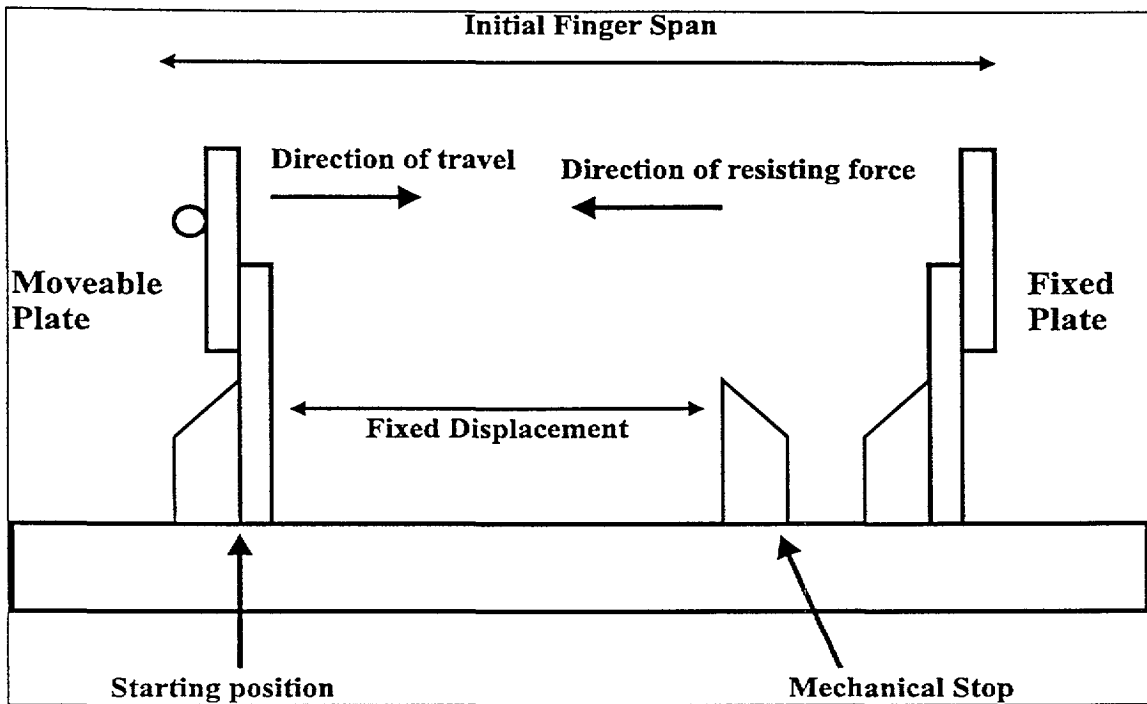 Initial Finger Span
Direction of travel
Direction of resisting force
Moveable
Plate
Fixed
Plate
Fixed Displacement
Starting position
Mechanical Stop